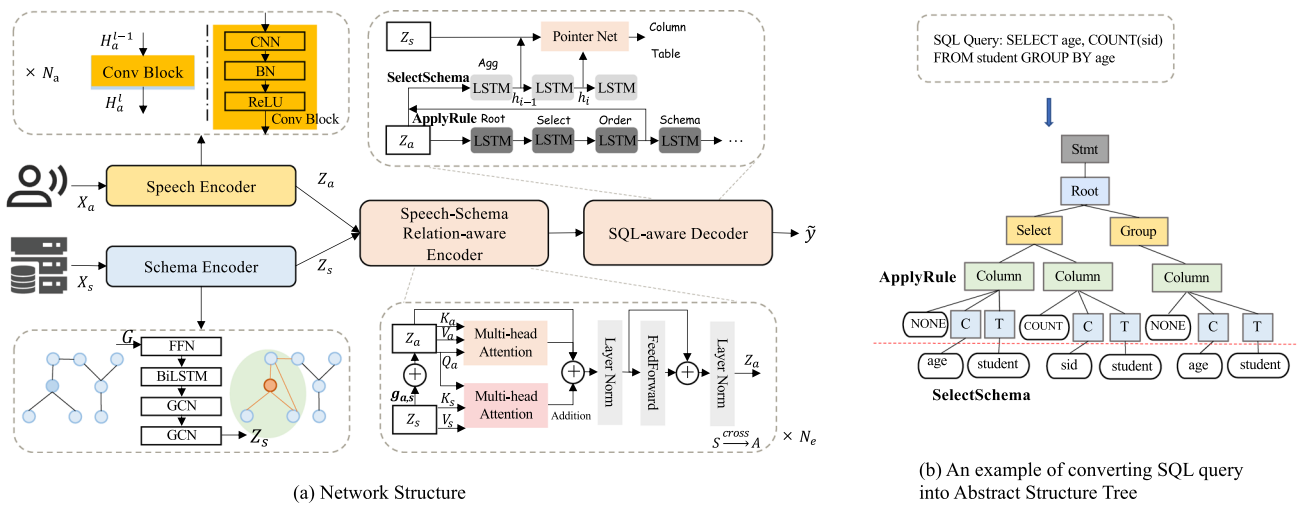 H_a^{l-1}
× N_a
Conv Block
H_a^l
CNN
BN
ReLU
Conv Block
Z_s
Pointer Net
Column
Table
Agg
SelectSchema
LSTM
LSTM
LSTM
h_{i-1}
h_i
ApplyRule
Root
Select
Order
Schema
Z_a
LSTM
LSTM
LSTM
LSTM
...
X_a
Speech Encoder
Z_a
X_s
Schema Encoder
Z_s
Speech-Schema
Relation-aware
Encoder
SQL-aware Decoder
ỹ
G
FFN
BiLSTM
GCN
GCN
Z_s
Z_a
K_a
V_a
Q_a
Multi-head
Attention
g_{a,s}
Z_s
K_s
V_s
Multi-head
Attention
Addition
Layer Norm
FeedForward
Layer Norm
Z_a
S cross → A
× N_e
(a) Network Structure
SQL Query: SELECT age, COUNT(sid)
FROM student GROUP BY age
Stmt
Root
Select Group
ApplyRule
Column Column Column
NONE C T COUNT C T NONE C T
age student sid student age student
SelectSchema
(b) An example of converting SQL query
into Abstract Structure Tree